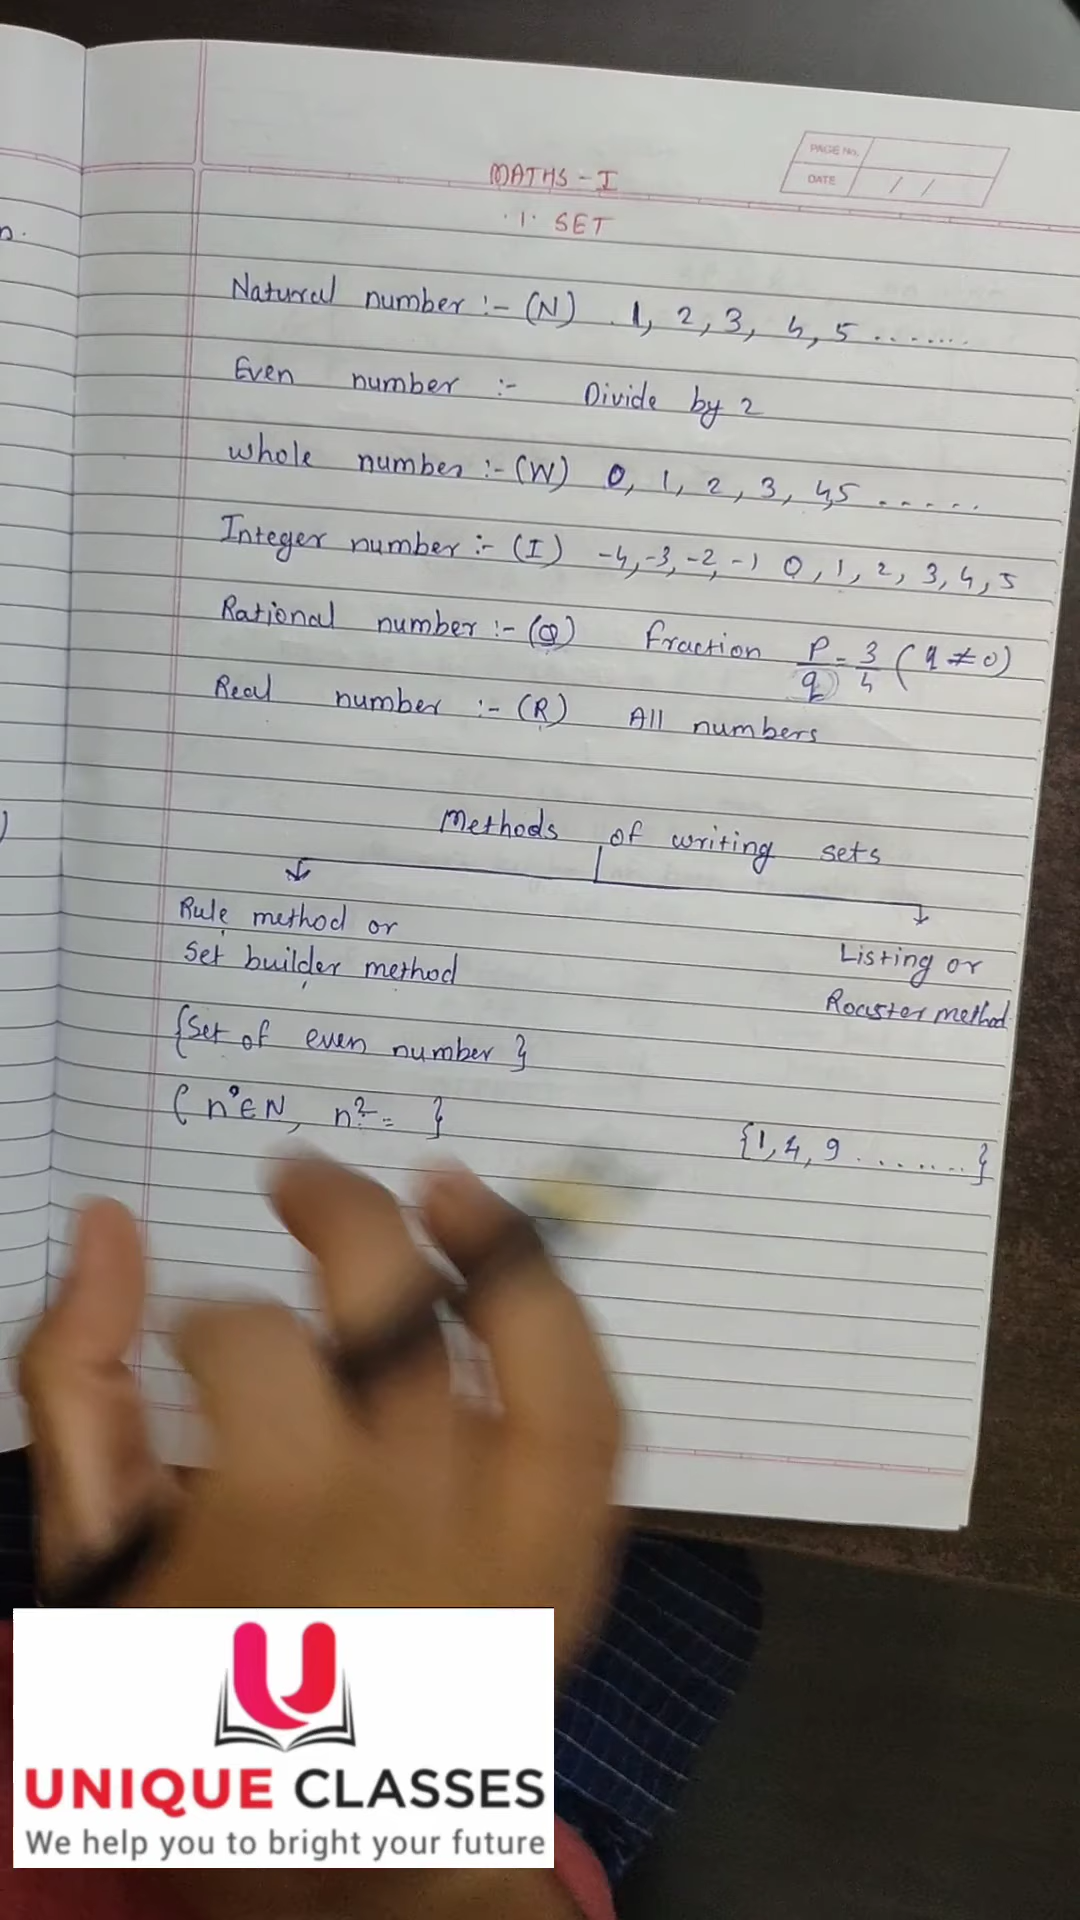 PAGE No.
DATE / /
MATHS - I
1. SET
Natural number :- (N) 1, 2, 3, 4, 5 .......
Even number :- Divide by 2
Whole number :- (W) 0, 1, 2, 3, 4,5 .....
Integer number :- (I) -4,-3,-2,-1 0, 1, 2, 3, 4, 5
Rational number :- (Q) Fraction P/q = 3/4 ( q ≠ 0)
Real number :- (R) All numbers
Methods of writing sets
Rule method or
Set builder method
Listing or
Roaster method
{Set of even number }
{ n°∈N, n² = }
{1, 4, 9 ....... }
UNIQUE CLASSES
We help you to bright your future